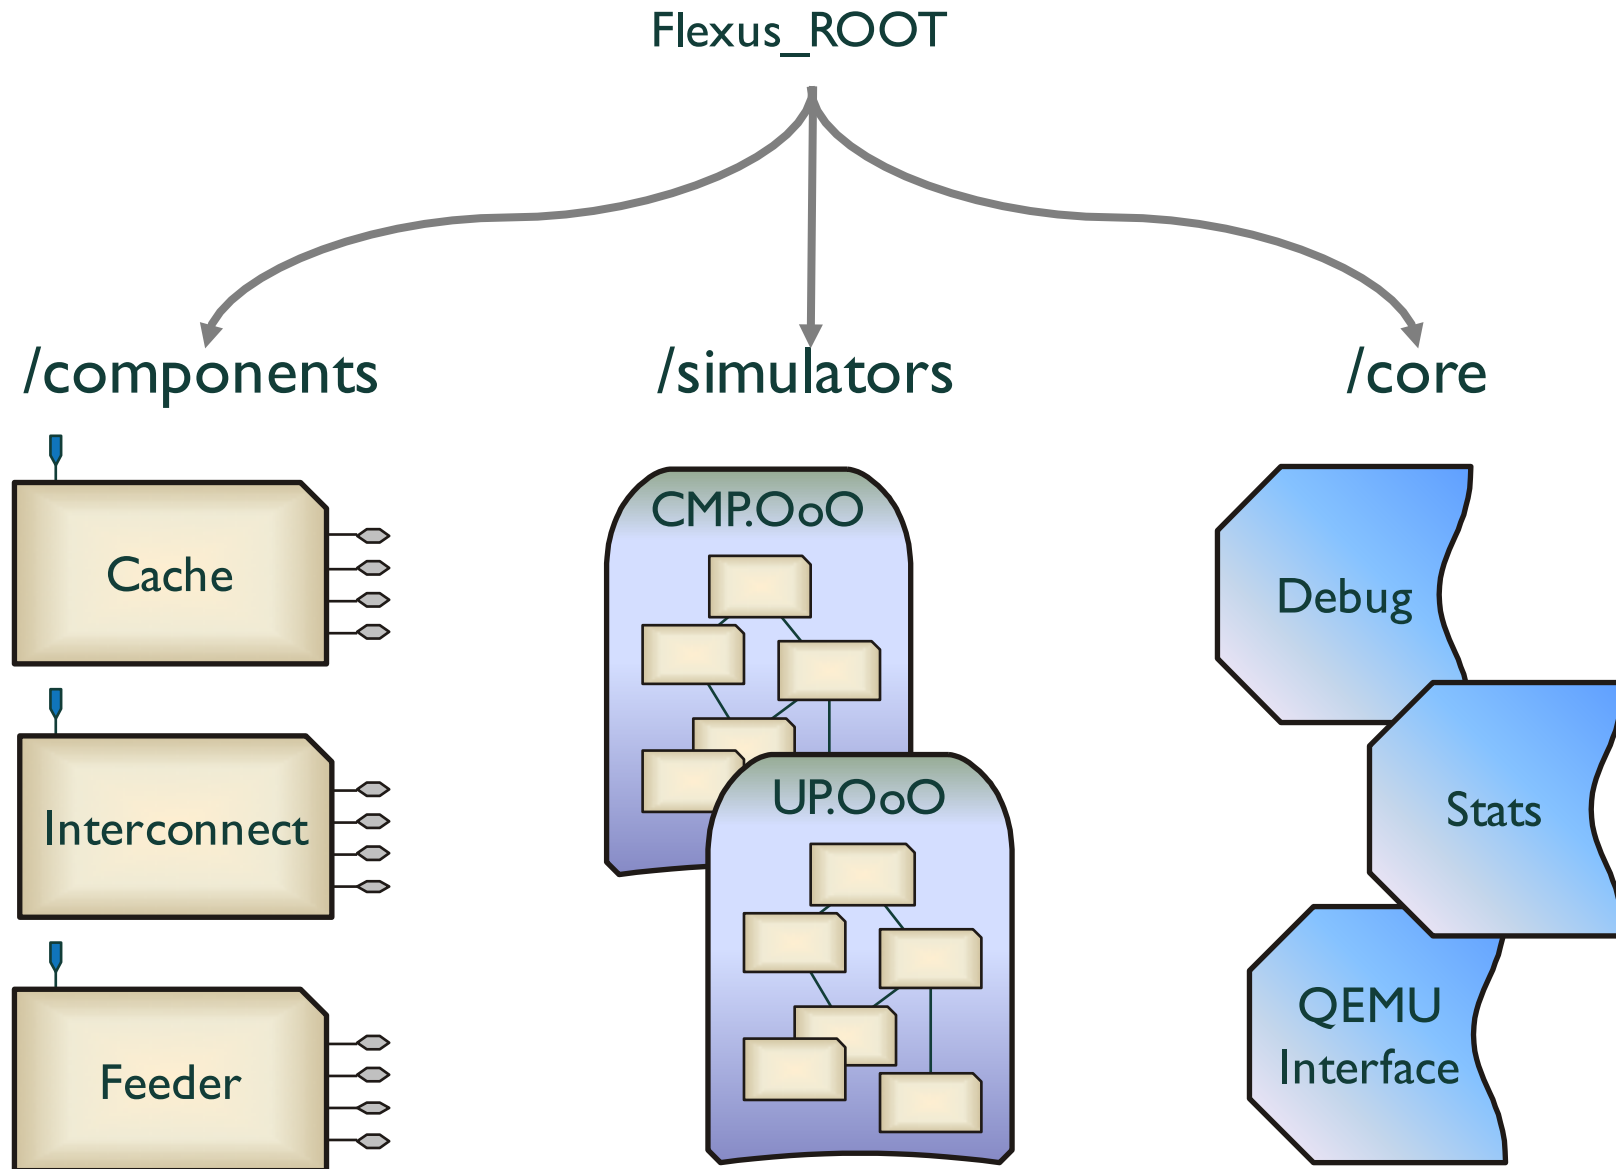 Flexus_ROOT
/components
/simulators
/core
Cache
Interconnect
Feeder
CMP.OoO
UP.OoO
Debug
Stats
QEMU
Interface